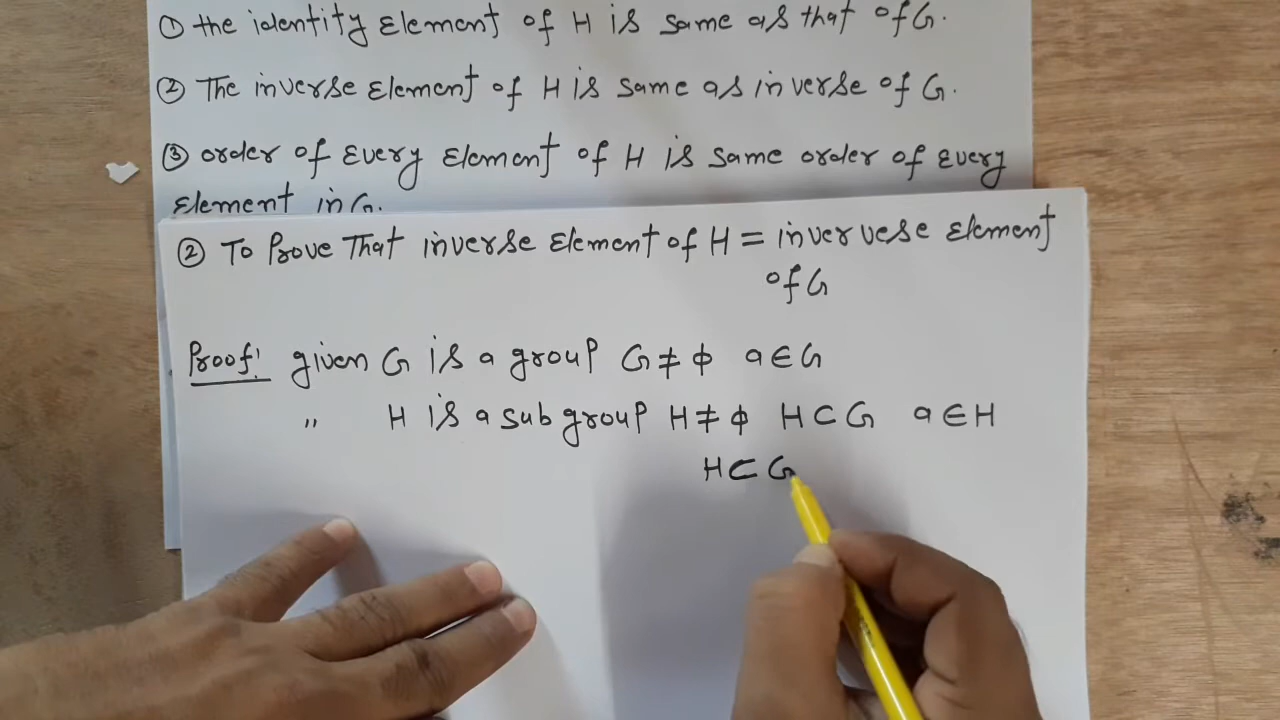 ① the identity Element of H is same as that of G.
② The inverse Element of H is same as inverse of G.
③ order of Every Element of H is same order of Every
Element in G.
② To Prove That inverse Element of H = inver vese Element
of G
Proof: given G is a group G ≠ ϕ a ∈ G
" H is a sub group H ≠ ϕ H ⊂ G a ∈ H
H ⊂ G